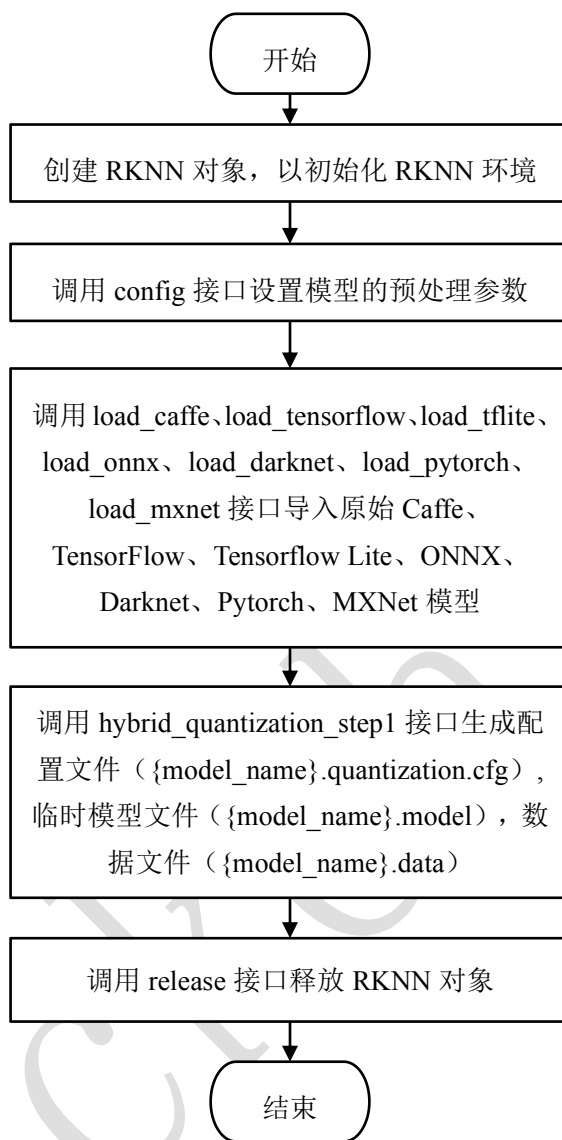 开始
创建 RKNN 对象，以初始化 RKNN 环境
调用 config 接口设置模型的预处理参数
调用 load_caffe、load_tensorflow、load_tflite、
load_onnx、load_darknet、load_pytorch、
load_mxnet 接口导入原始 Caffe、
TensorFlow、Tensorflow Lite、ONNX、
Darknet、Pytorch、MXNet 模型
调用 hybrid_quantization_step1 接口生成配
置文件（{model_name}.quantization.cfg）,
临时模型文件（{model_name}.model），数
据文件（{model_name}.data）
调用 release 接口释放 RKNN 对象
结束